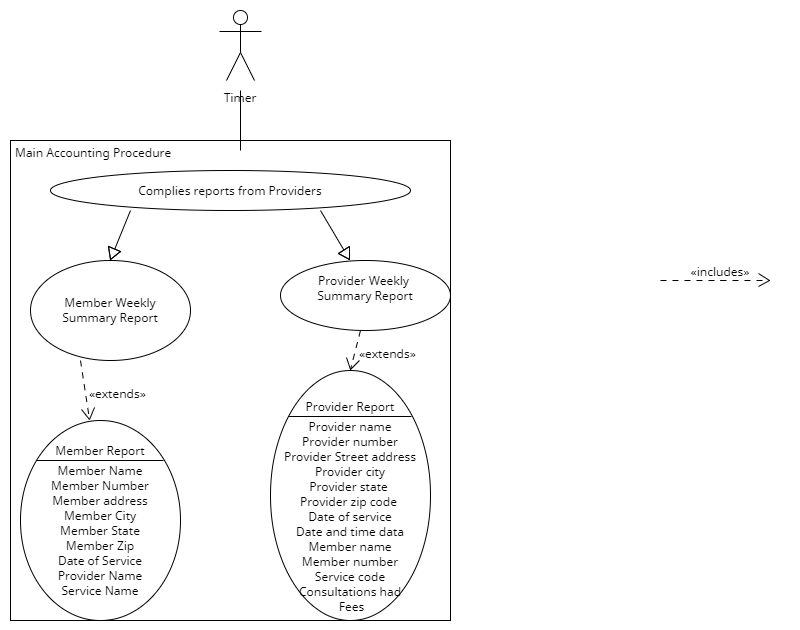 Timer
Main Accounting Procedure
Complies reports from Providers
Member Weekly
Summary Report
Provider Weekly
Summary Report
«includes»
«extends»
«extends»
Member Report
Member Name
Member Number
Member address
Member City
Member State
Member Zip
Date of Service
Provider Name
Service Name
Provider Report
Provider name
Provider number
Provider Street address
Provider city
Provider state
Provider zip code
Date of service
Date and time data
Member name
Member number
Service code
Consultations had
Fees